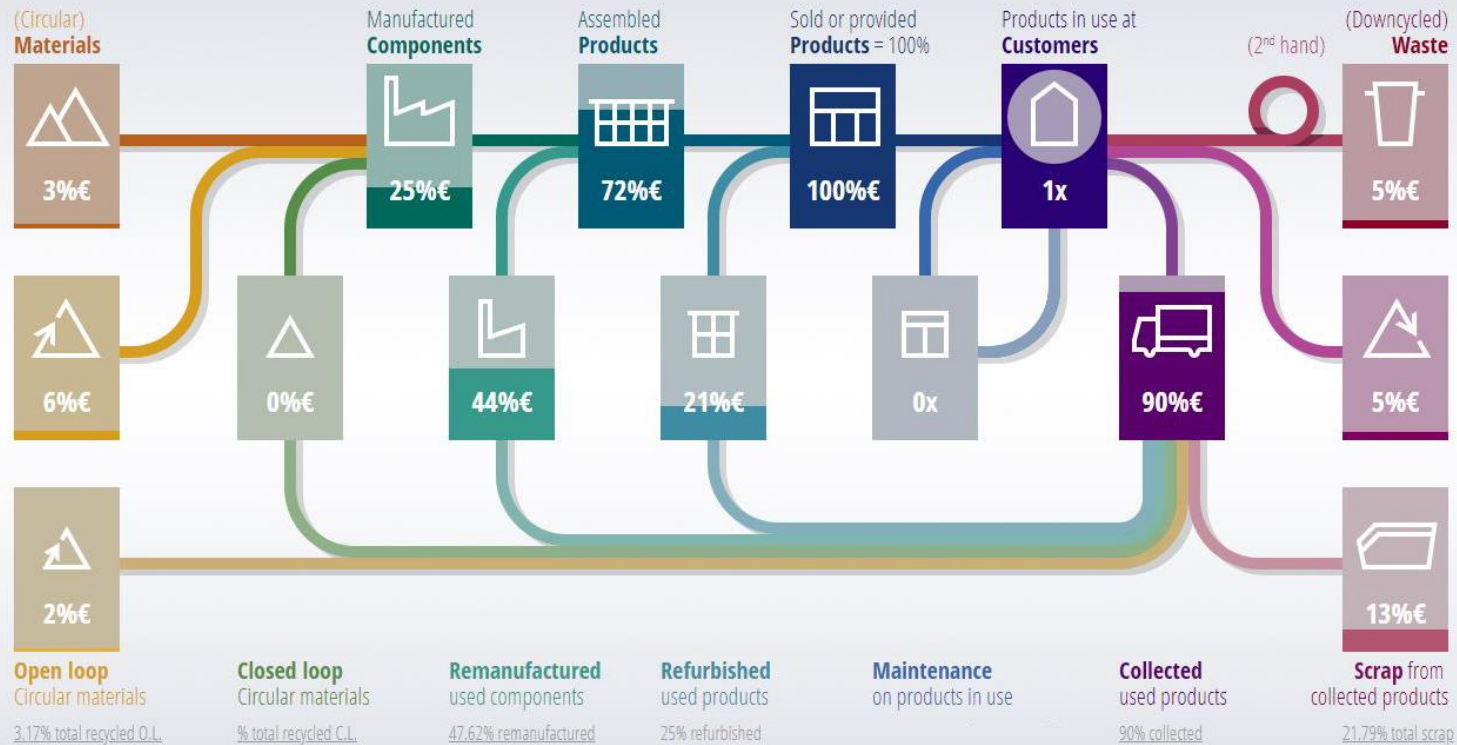 (Circular)
Materials
Manufactured
Components
Assembled
Products
Sold or provided
Products = 100%
Products in use at
Customers
(2nd hand)
(Downcycled)
Waste
3%€
25%€
72%€
100%€
1x
5%€
6%€
0%€
44%€
21%€
0x
90%€
5%€
2%€
13%€
Open loop
Circular materials
3.17% total recycled O.L.
Closed loop
Circular materials
% total recycled C.L.
Remanufactured
used components
47,62% remanufactured
Refurbished
used products
25% refurbished
Maintenance
on products in use
Collected
used products
90% collected
Scrap from
collected products
21.79% total scrap